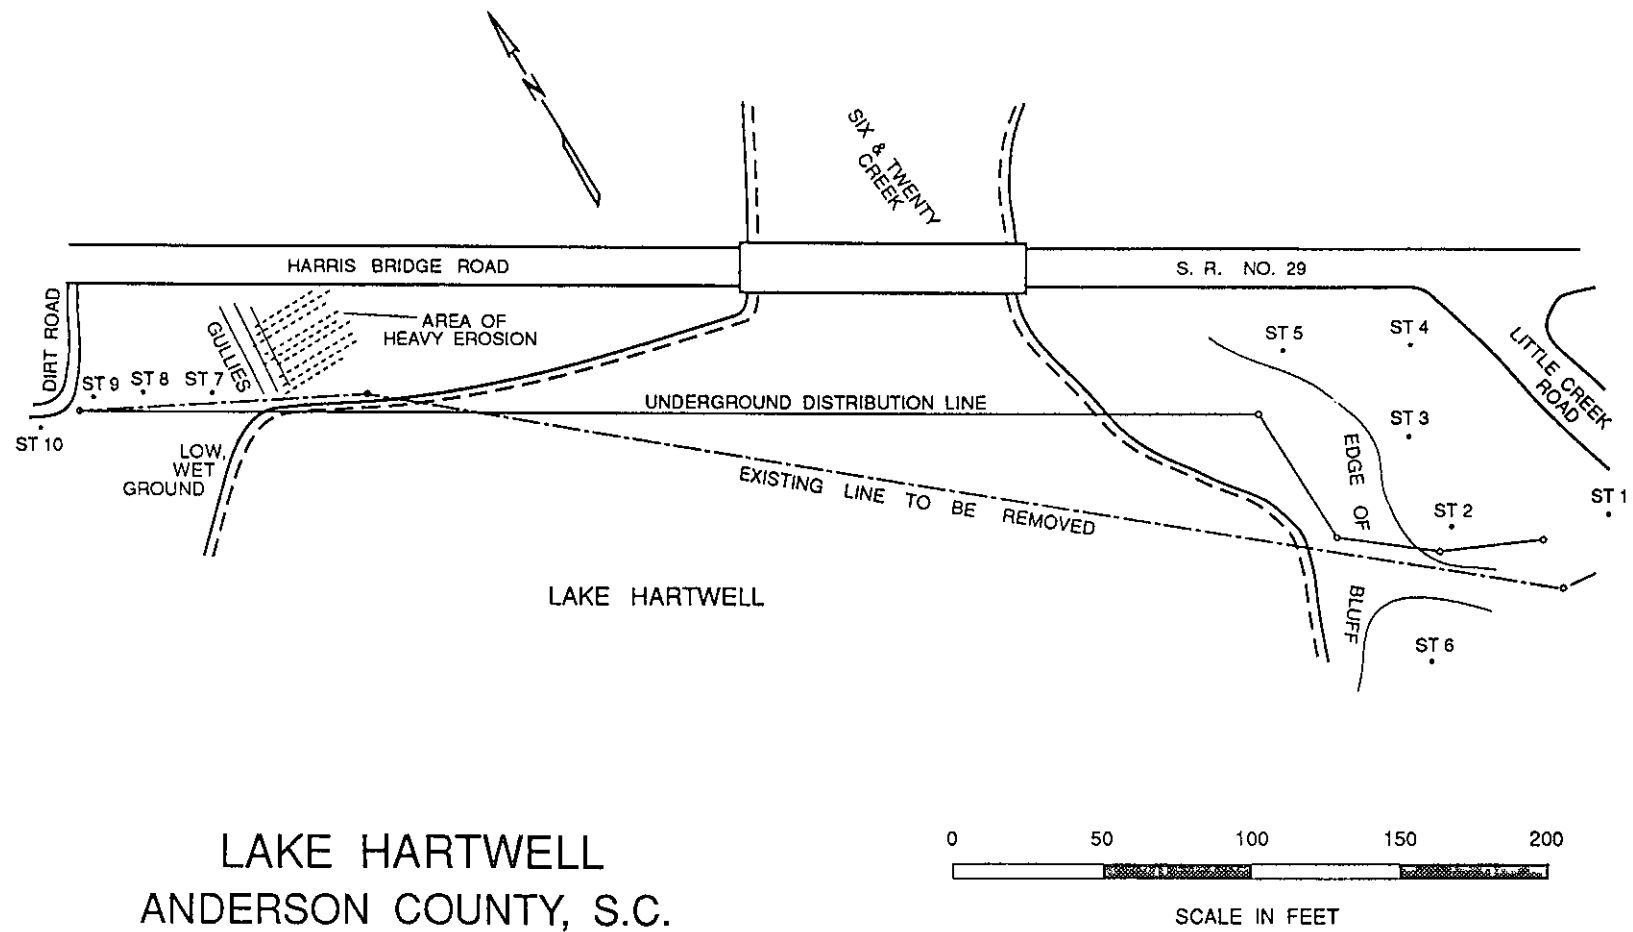 N
SIX & TWENTY
CREEK
HARRIS BRIDGE ROAD
S. R. NO. 29
DIRT ROAD
GULLIES
AREA OF
HEAVY EROSION
ST 5
ST 4
LITTLE CREEK
ROAD
ST 9
ST 8
ST 7
UNDERGROUND DISTRIBUTION LINE
ST 3
ST 10
LOW,
WET
GROUND
EXISTING LINE TO BE REMOVED
EDGE OF
BLUFF
ST 2
ST 1
LAKE HARTWELL
ST 6
LAKE HARTWELL
ANDERSON COUNTY, S.C.
0 50 100 150 200
SCALE IN FEET